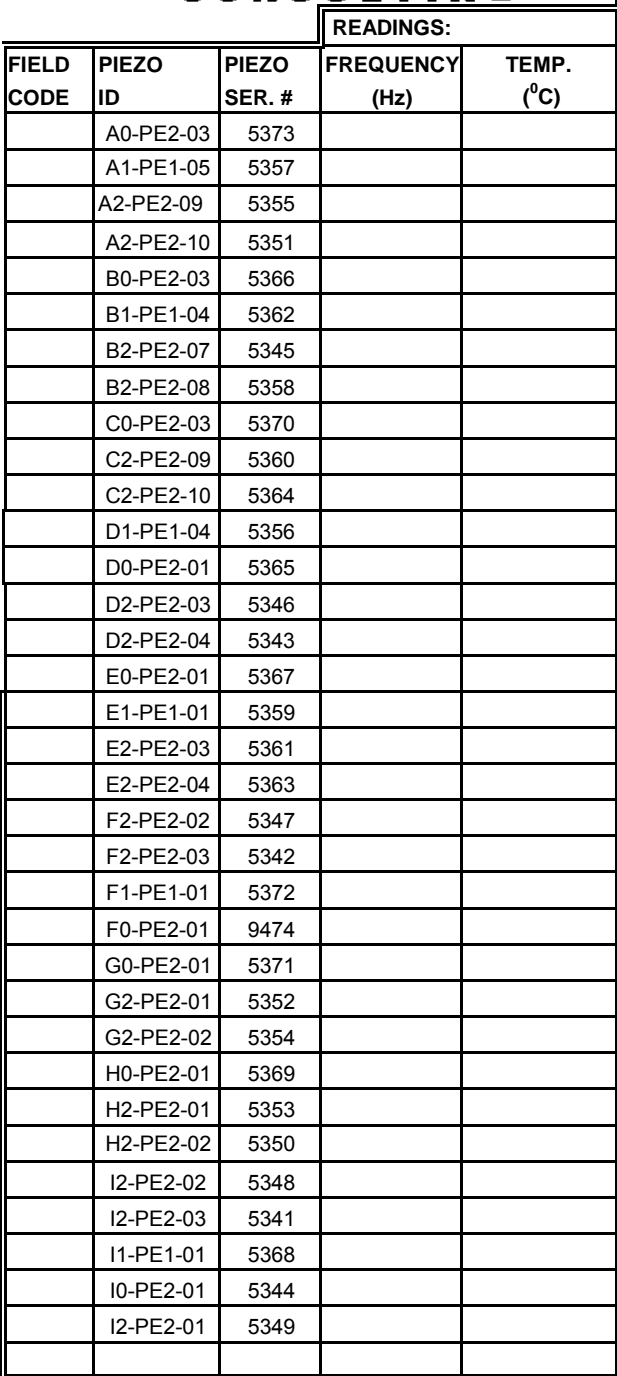 READINGS:
FIELD PIEZO PIEZO FREQUENCY TEMP.
CODE ID SER. # (Hz) (⁰C)
A0-PE2-03 5373
A1-PE1-05 5357
A2-PE2-09 5355
A2-PE2-10 5351
B0-PE2-03 5366
B1-PE1-04 5362
B2-PE2-07 5345
B2-PE2-08 5358
C0-PE2-03 5370
C2-PE2-09 5360
C2-PE2-10 5364
D1-PE1-04 5356
D0-PE2-01 5365
D2-PE2-03 5346
D2-PE2-04 5343
E0-PE2-01 5367
E1-PE1-01 5359
E2-PE2-03 5361
E2-PE2-04 5363
F2-PE2-02 5347
F2-PE2-03 5342
F1-PE1-01 5372
F0-PE2-01 9474
G0-PE2-01 5371
G2-PE2-01 5352
G2-PE2-02 5354
H0-PE2-01 5369
H2-PE2-01 5353
H2-PE2-02 5350
I2-PE2-02 5348
I2-PE2-03 5341
I1-PE1-01 5368
I0-PE2-01 5344
I2-PE2-01 5349